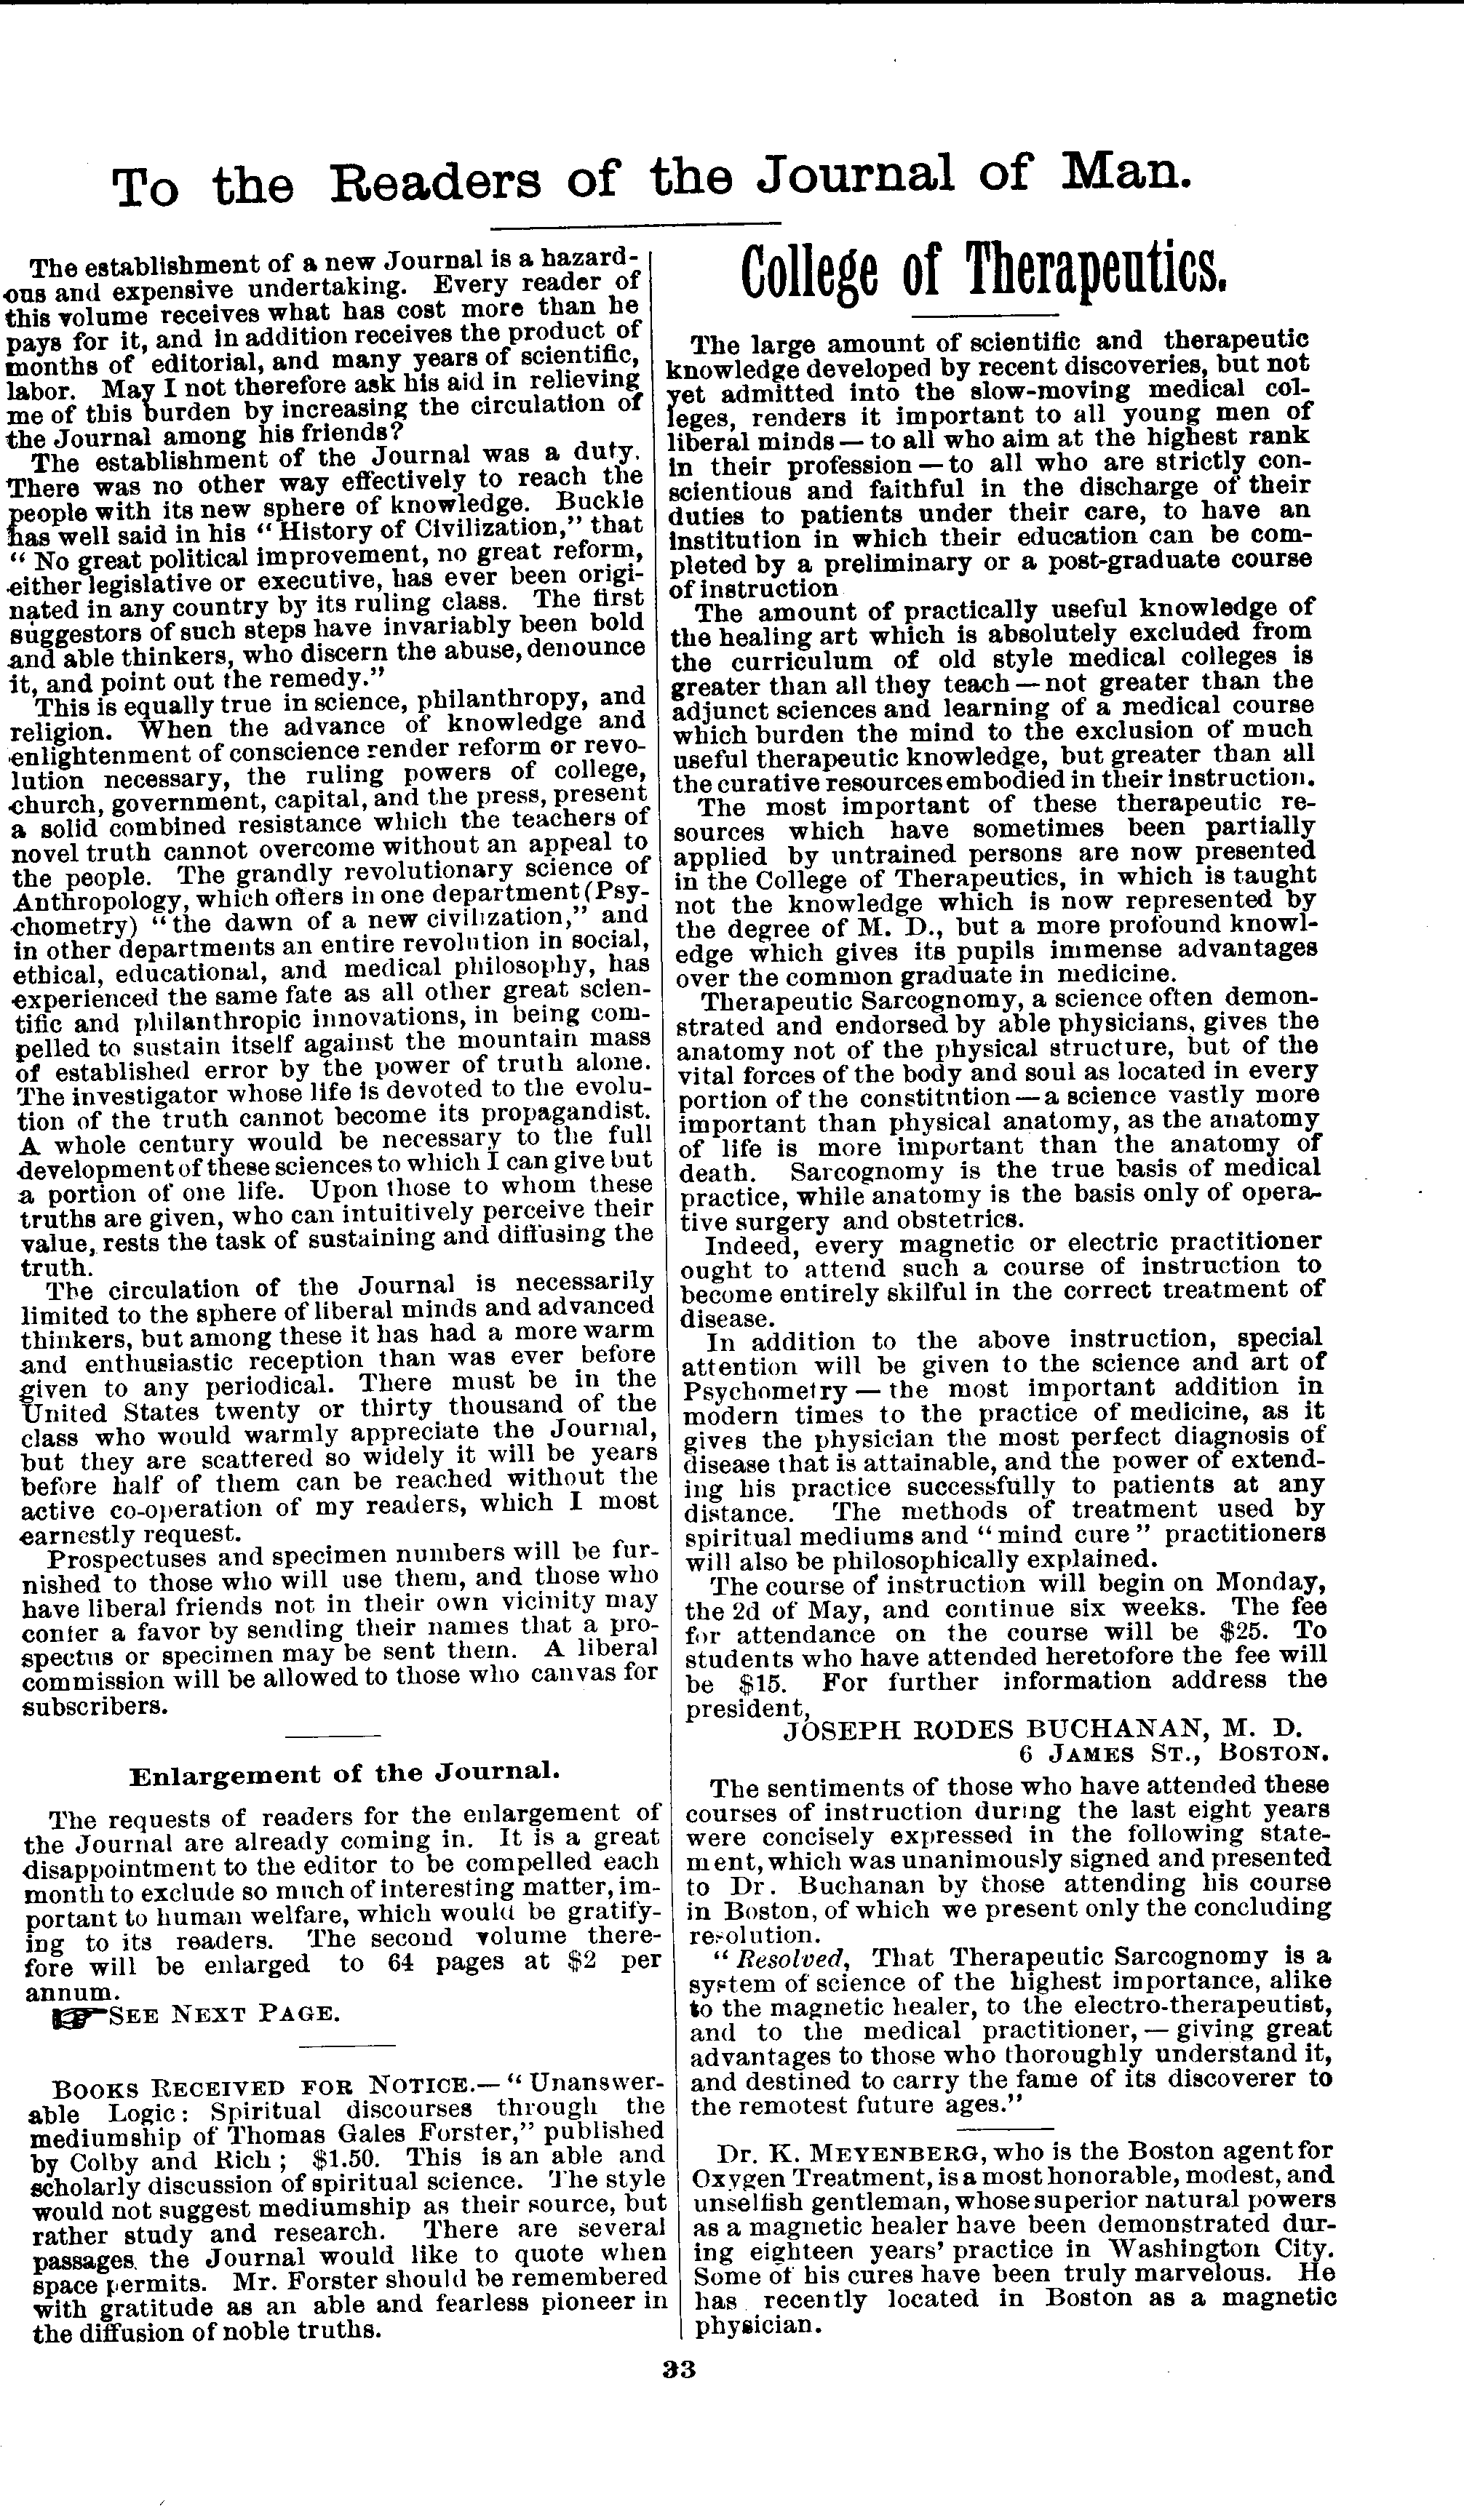 To the Readers of the Journal of Man.
The establishment of a new Journal is a hazard-
ous and expensive undertaking. Every reader of
this volume receives what has cost more than he
pays for it, and in addition receives the product of
months of editorial, and many years of scientific,
labor. May I not therefore ask his aid in relieving
me of this burden by increasing the circulation of
the Journal among his friends?
The establishment of the Journal was a duty.
There was no other way effectively to reach the
people with its new sphere of knowledge. Buckle
has well said in his "History of Civilization," that
"No great political improvement, no great reform,
either legislative or executive, has ever been origi-
nated in any country by its ruling class. The first
suggestors of such steps have invariably been bold
and able thinkers, who discern the abuse, denounce
it, and point out the remedy."
This is equally true in science, philanthropy, and
religion. When the advance of knowledge and
enlightenment of conscience render reform or revo-
lution necessary, the ruling powers of college,
church, government, capital, and the press, present
a solid combined resistance which the teachers of
novel truth cannot overcome without an appeal to
the people. The grandly revolutionary science of
Anthropology, which offers in one department (Psy-
chometry) "the dawn of a new civilization," and
in other departments an entire revolution in social,
ethical, educational, and medical philosophy, has
experienced the same fate as all other great scien-
tific and philanthropic innovations, in being com-
pelled to sustain itself against the mountain mass
of established error by the power of truth alone.
The investigator whose life is devoted to the evolu-
tion of the truth cannot become its propagandist.
A whole century would be necessary to the full
development of these sciences to which I can give but
a portion of one life. Upon those to whom these
truths are given, who can intuitively perceive their
value, rests the task of sustaining and diffusing the
truth.
The circulation of the Journal is necessarily
limited to the sphere of liberal minds and advanced
thinkers, but among these it has had a more warm
and enthusiastic reception than was ever before
given to any periodical. There must be in the
United States twenty or thirty thousand of the
class who would warmly appreciate the Journal,
but they are scattered so widely it will be years
before half of them can be reached without the
active co-operation of my readers, which I most
earnestly request.
Prospectuses and specimen numbers will be fur-
nished to those who will use them, and those who
have liberal friends not in their own vicinity may
confer a favor by sending their names that a pro-
spectus or specimen may be sent them. A liberal
commission will be allowed to those who canvas for
subscribers.
Enlargement of the Journal.
The requests of readers for the enlargement of
the Journal are already coming in. It is a great
disappointment to the editor to be compelled each
month to exclude so much of interesting matter, im-
portant to human welfare, which would be gratify-
ing to its readers. The second volume there-
fore will be enlarged to 64 pages at $2 per
annum.
☞SEE NEXT PAGE.
BOOKS RECEIVED FOR NOTICE.—"Unanswer-
able Logic: Spiritual discourses through the
mediumship of Thomas Gales Forster," published
by Colby and Rich; $1.50. This is an able and
scholarly discussion of spiritual science. The style
would not suggest mediumship as their source, but
rather study and research. There are several
passages the Journal would like to quote when
space permits. Mr. Forster should be remembered
with gratitude as an able and fearless pioneer in
the diffusion of noble truths.
College of Therapeutics.
The large amount of scientific and therapeutic
knowledge developed by recent discoveries, but not
yet admitted into the slow-moving medical col-
leges, renders it important to all young men of
liberal minds—to all who aim at the highest rank
in their profession—to all who are strictly con-
scientious and faithful in the discharge of their
duties to patients under their care, to have an
institution in which their education can be com-
pleted by a preliminary or a post-graduate course
of instruction
The amount of practically useful knowledge of
the healing art which is absolutely excluded from
the curriculum of old style medical colleges is
greater than all they teach—not greater than the
adjunct sciences and learning of a medical course
which burden the mind to the exclusion of much
useful therapeutic knowledge, but greater than all
the curative resources embodied in their instruction.
The most important of these therapeutic re-
sources which have sometimes been partially
applied by untrained persons are now presented
in the College of Therapeutics, in which is taught
not the knowledge which is now represented by
the degree of M. D., but a more profound knowl-
edge which gives its pupils immense advantages
over the common graduate in medicine.
Therapeutic Sarcognomy, a science often demon-
strated and endorsed by able physicians, gives the
anatomy not of the physical structure, but of the
vital forces of the body and soul as located in every
portion of the constitution—a science vastly more
important than physical anatomy, as the anatomy
of life is more important than the anatomy of
death. Sarcognomy is the true basis of medical
practice, while anatomy is the basis only of opera-
tive surgery and obstetrics.
Indeed, every magnetic or electric practitioner
ought to attend such a course of instruction to
become entirely skilful in the correct treatment of
disease.
In addition to the above instruction, special
attention will be given to the science and art of
Psychometry—the most important addition in
modern times to the practice of medicine, as it
gives the physician the most perfect diagnosis of
disease that is attainable, and the power of extend-
ing his practice successfully to patients at any
distance. The methods of treatment used by
spiritual mediums and "mind cure" practitioners
will also be philosophically explained.
The course of instruction will begin on Monday,
the 2d of May, and continue six weeks. The fee
for attendance on the course will be $25. To
students who have attended heretofore the fee will
be $15. For further information address the
president,
JOSEPH RODES BUCHANAN, M. D.
6 JAMES ST., BOSTON.
The sentiments of those who have attended these
courses of instruction during the last eight years
were concisely expressed in the following state-
ment, which was unanimously signed and presented
to Dr. Buchanan by those attending his course
in Boston, of which we present only the concluding
resolution.
"Resolved, That Therapeutic Sarcognomy is a
system of science of the highest importance, alike
to the magnetic healer, to the electro-therapeutist,
and to the medical practitioner,—giving great
advantages to those who thoroughly understand it,
and destined to carry the fame of its discoverer to
the remotest future ages."
DR. K. MEYENBERG, who is the Boston agent for
Oxygen Treatment, is a most honorable, modest, and
unselfish gentleman, whose superior natural powers
as a magnetic healer have been demonstrated dur-
ing eighteen years' practice in Washington City.
Some of his cures have been truly marvelous. He
has recently located in Boston as a magnetic
physician.
33